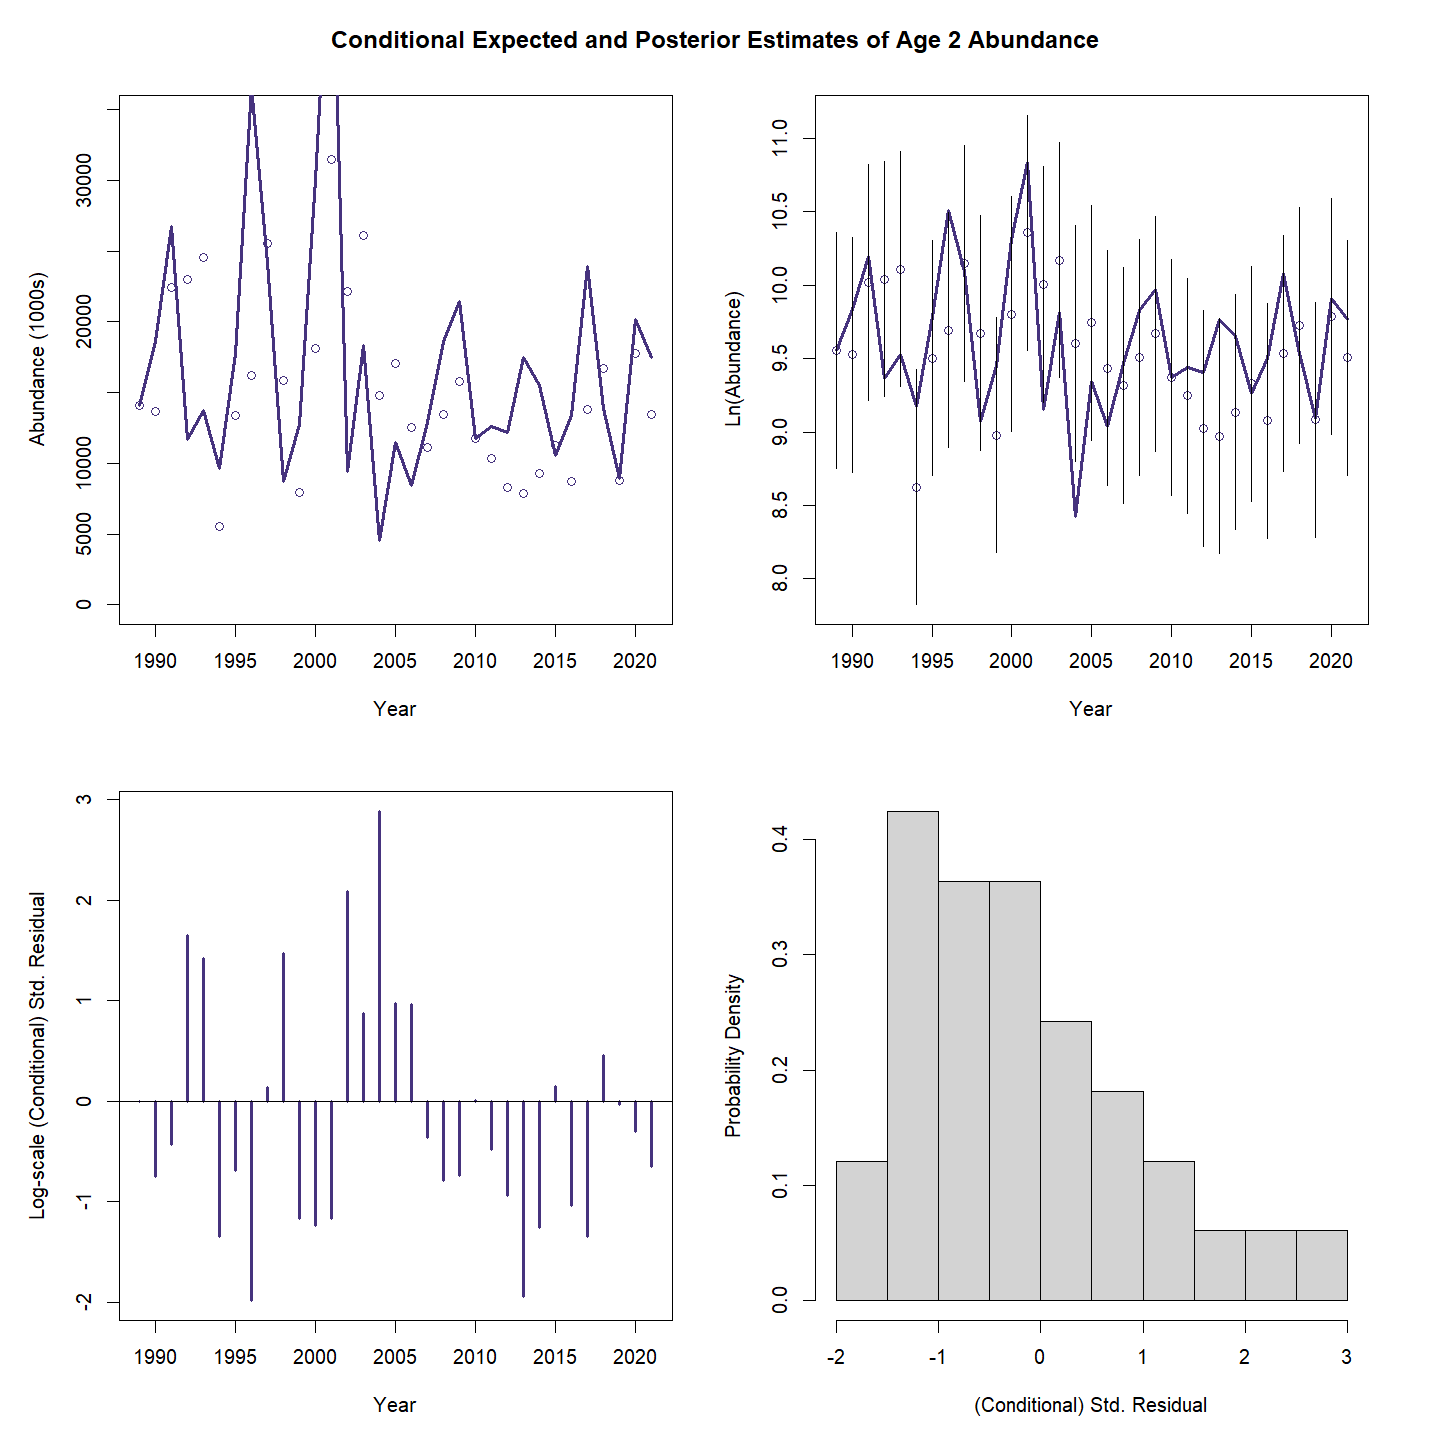 Conditional Expected and Posterior Estimates of Age 2 Abundance
Abundance (1000s)
30000
20000
10000
5000
0
1990 1995 2000 2005 2010 2015 2020
Year
Ln(Abundance)
11.0
10.5
10.0
9.5
9.0
8.5
8.0
1990 1995 2000 2005 2010 2015 2020
Year
Log-scale (Conditional) Std. Residual
3
2
1
0
-1
-2
1990 1995 2000 2005 2010 2015 2020
Year
Probability Density
0.4
0.3
0.2
0.1
0.0
-2 -1 0 1 2 3
(Conditional) Std. Residual